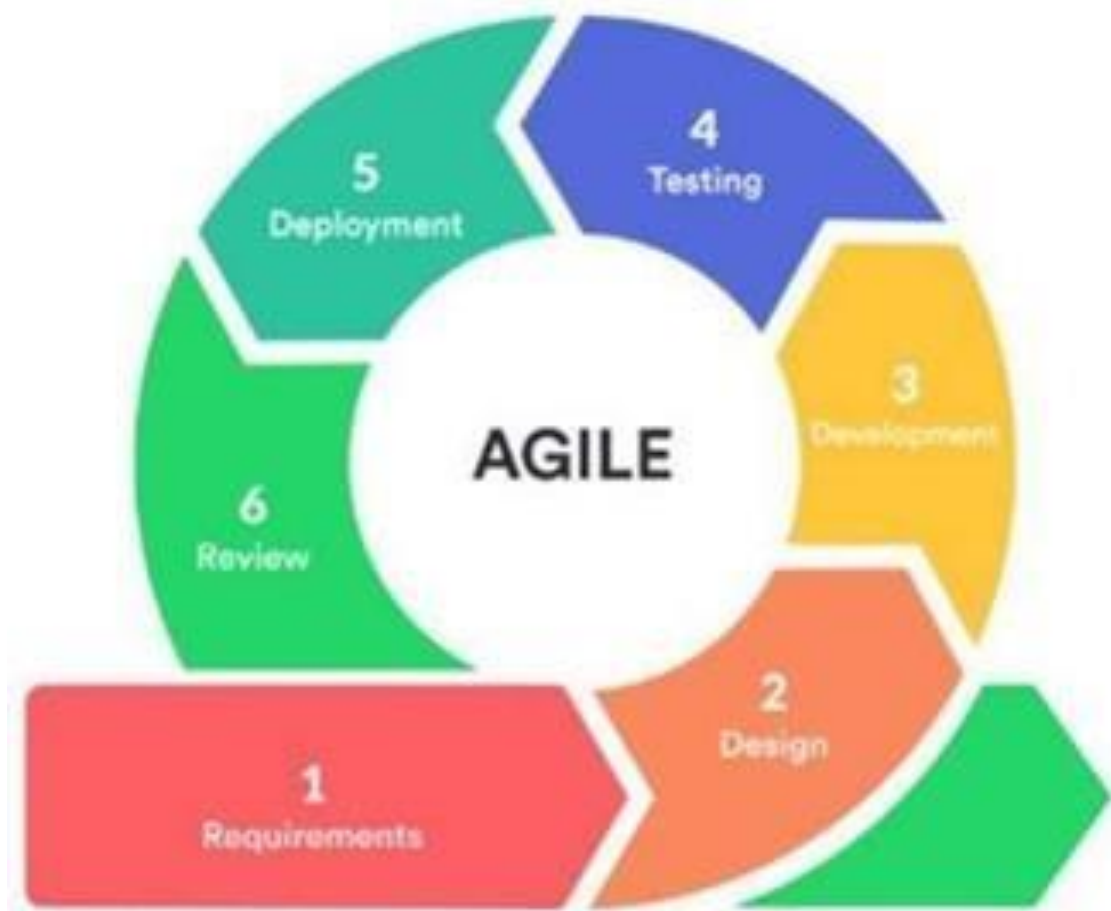 1
Requirements
2
Design
3
Development
4
Testing
5
Deployment
6
Review
AGILE